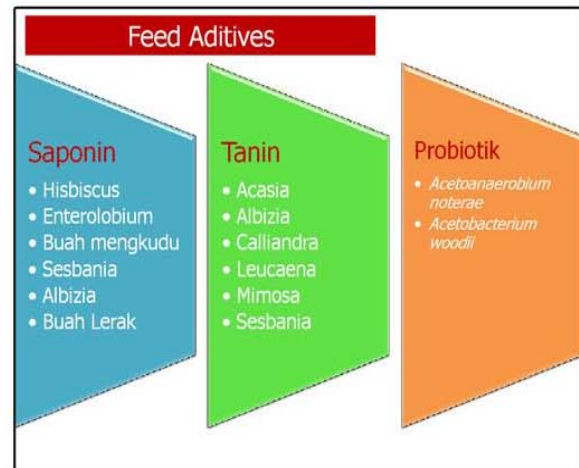 Feed Aditives
Saponin
• Hisbiscus
• Enterolobium
• Buah mengkudu
• Sesbania
• Albizia
• Buah Lerak
Tanin
• Acasia
• Albizia
• Calliandra
• Leucaena
• Mimosa
• Sesbania
Probiotik
• Acetoanaerobium
noterae
• Acetobacterium
woodii